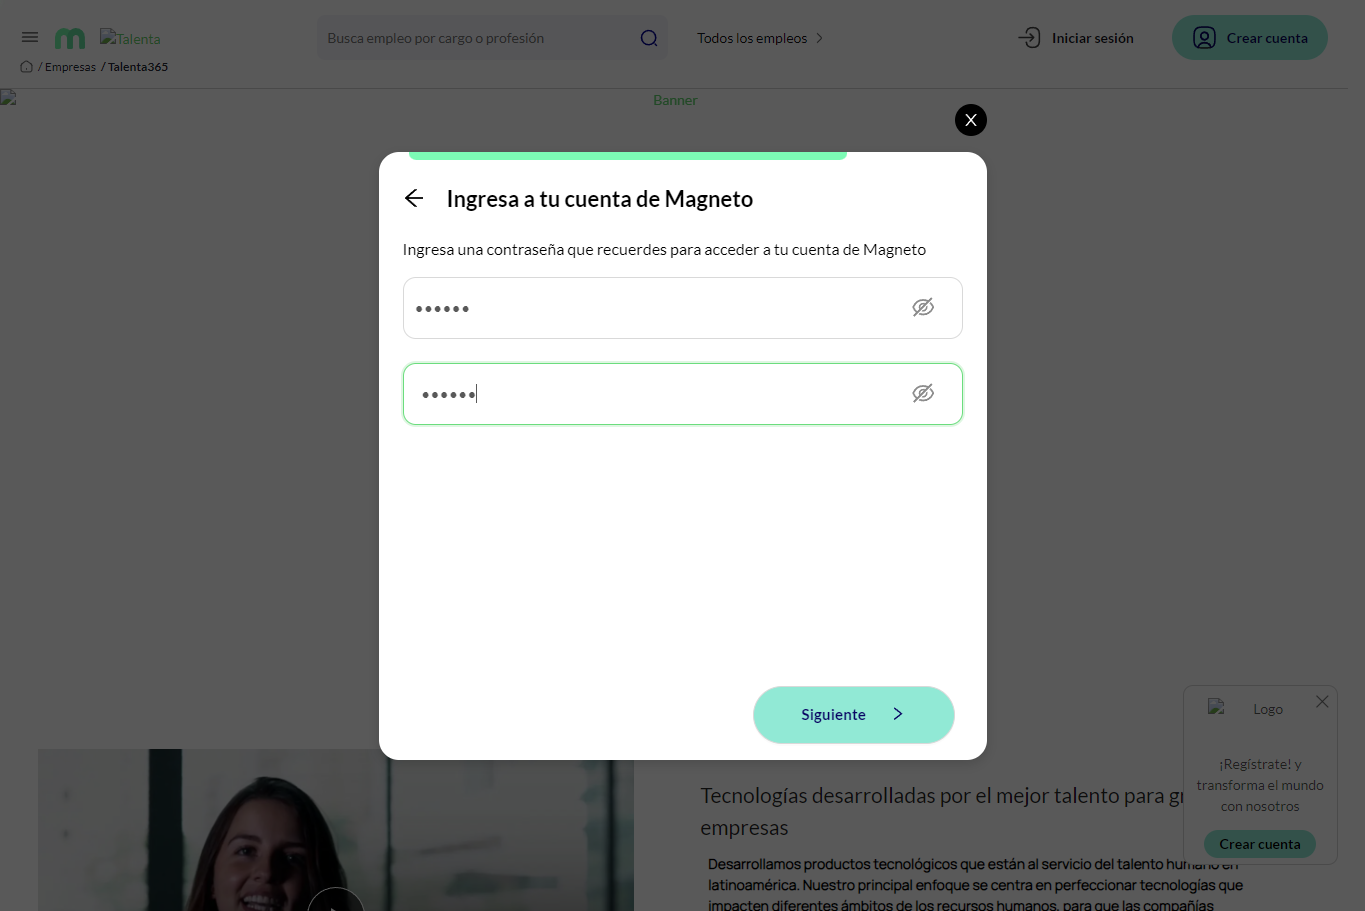 Talenta
Busca empleo por cargo o profesión
Todos los empleos
Iniciar sesión
Crear cuenta
/ Empresas / Talenta365
Banner
X
Ingresa a tu cuenta de Magneto
Ingresa una contraseña que recuerdes para acceder a tu cuenta de Magneto
••••••
••••••
Siguiente
Logo
¡Regístrate! y
transforma el mundo
con nosotros
Crear cuenta
Tecnologías desarrolladas por el mejor talento para
empresas
Desarrollamos productos tecnológicos que están al servicio del talento humano en
latinoamérica. Nuestro principal enfoque se centra en perfeccionar tecnologías que
impacten diferentes ámbitos de los recursos humanos, para que las compañías